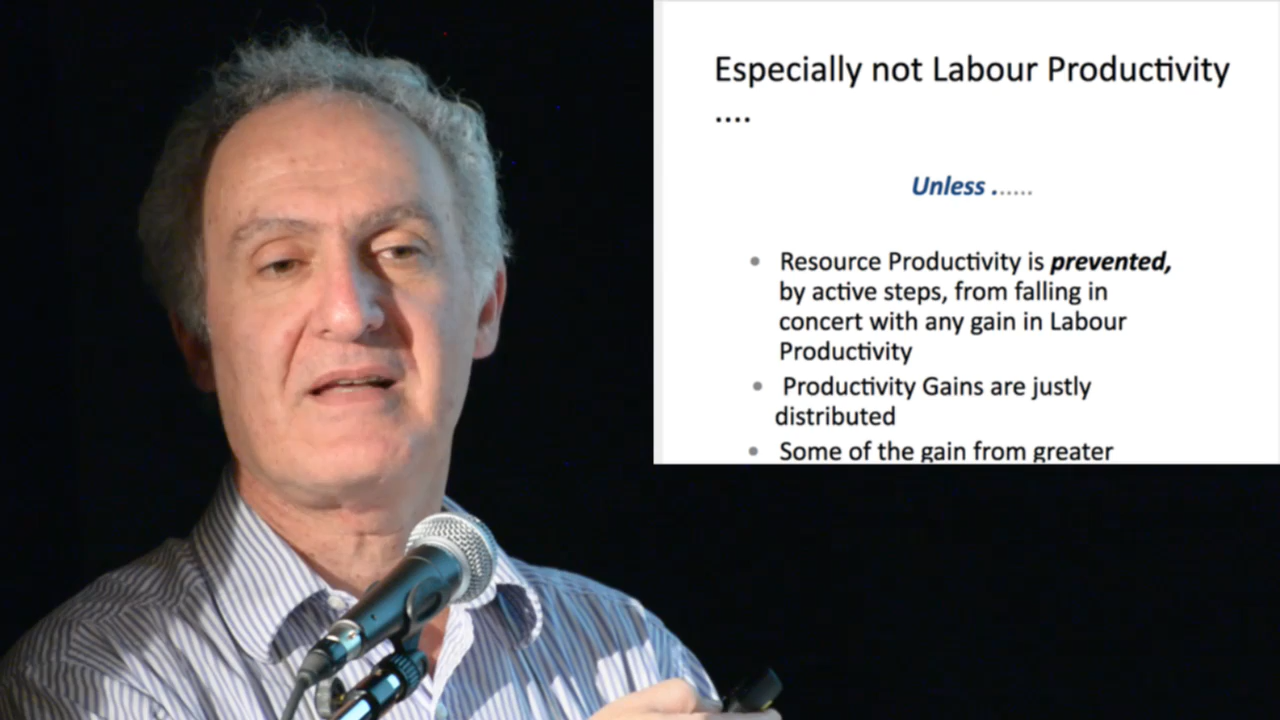 Especially not Labour Productivity
....
Unless ......
• Resource Productivity is prevented,
by active steps, from falling in
concert with any gain in Labour
Productivity
• Productivity Gains are justly
distributed
• Some of the gain from greater